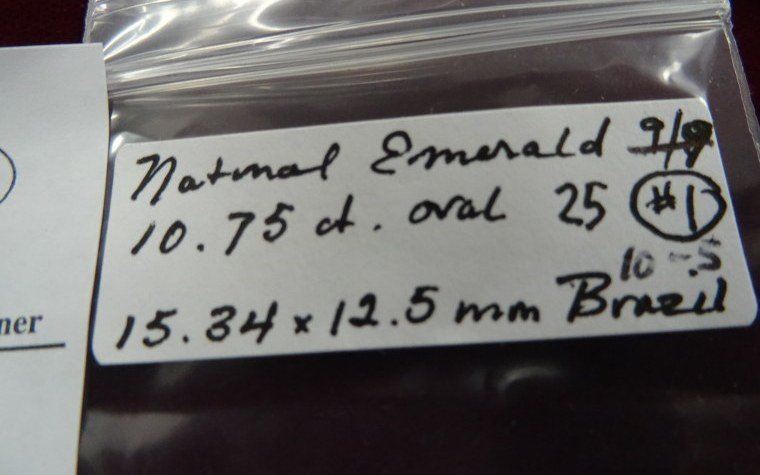 Natural Emerald 9/9
10.75 ct. oval 25 #1
10-.5
15.34 x 12.5 mm Brazil
ner